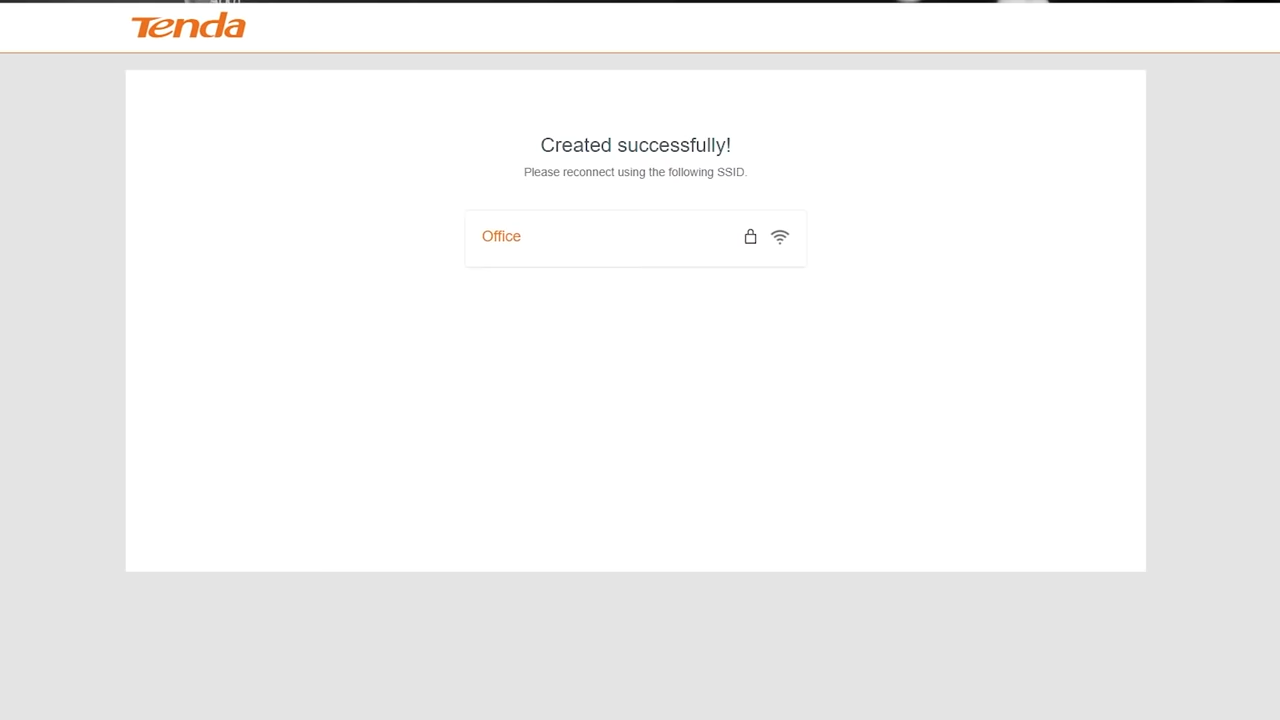 Tenda
Created successfully!
Please reconnect using the following SSID.
Office